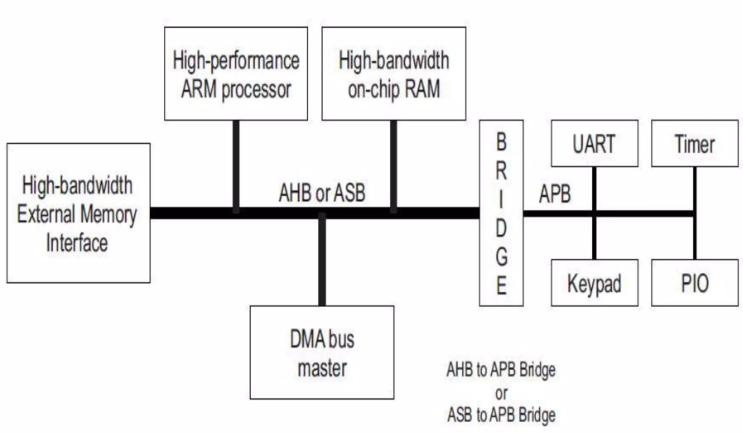 High-performance
ARM processor
High-bandwidth
on-chip RAM
High-bandwidth
External Memory
Interface
AHB or ASB
B
R
I
D
G
E
APB
UART
Timer
Keypad
PIO
DMA bus
master
AHB to APB Bridge
or
ASB to APB Bridge